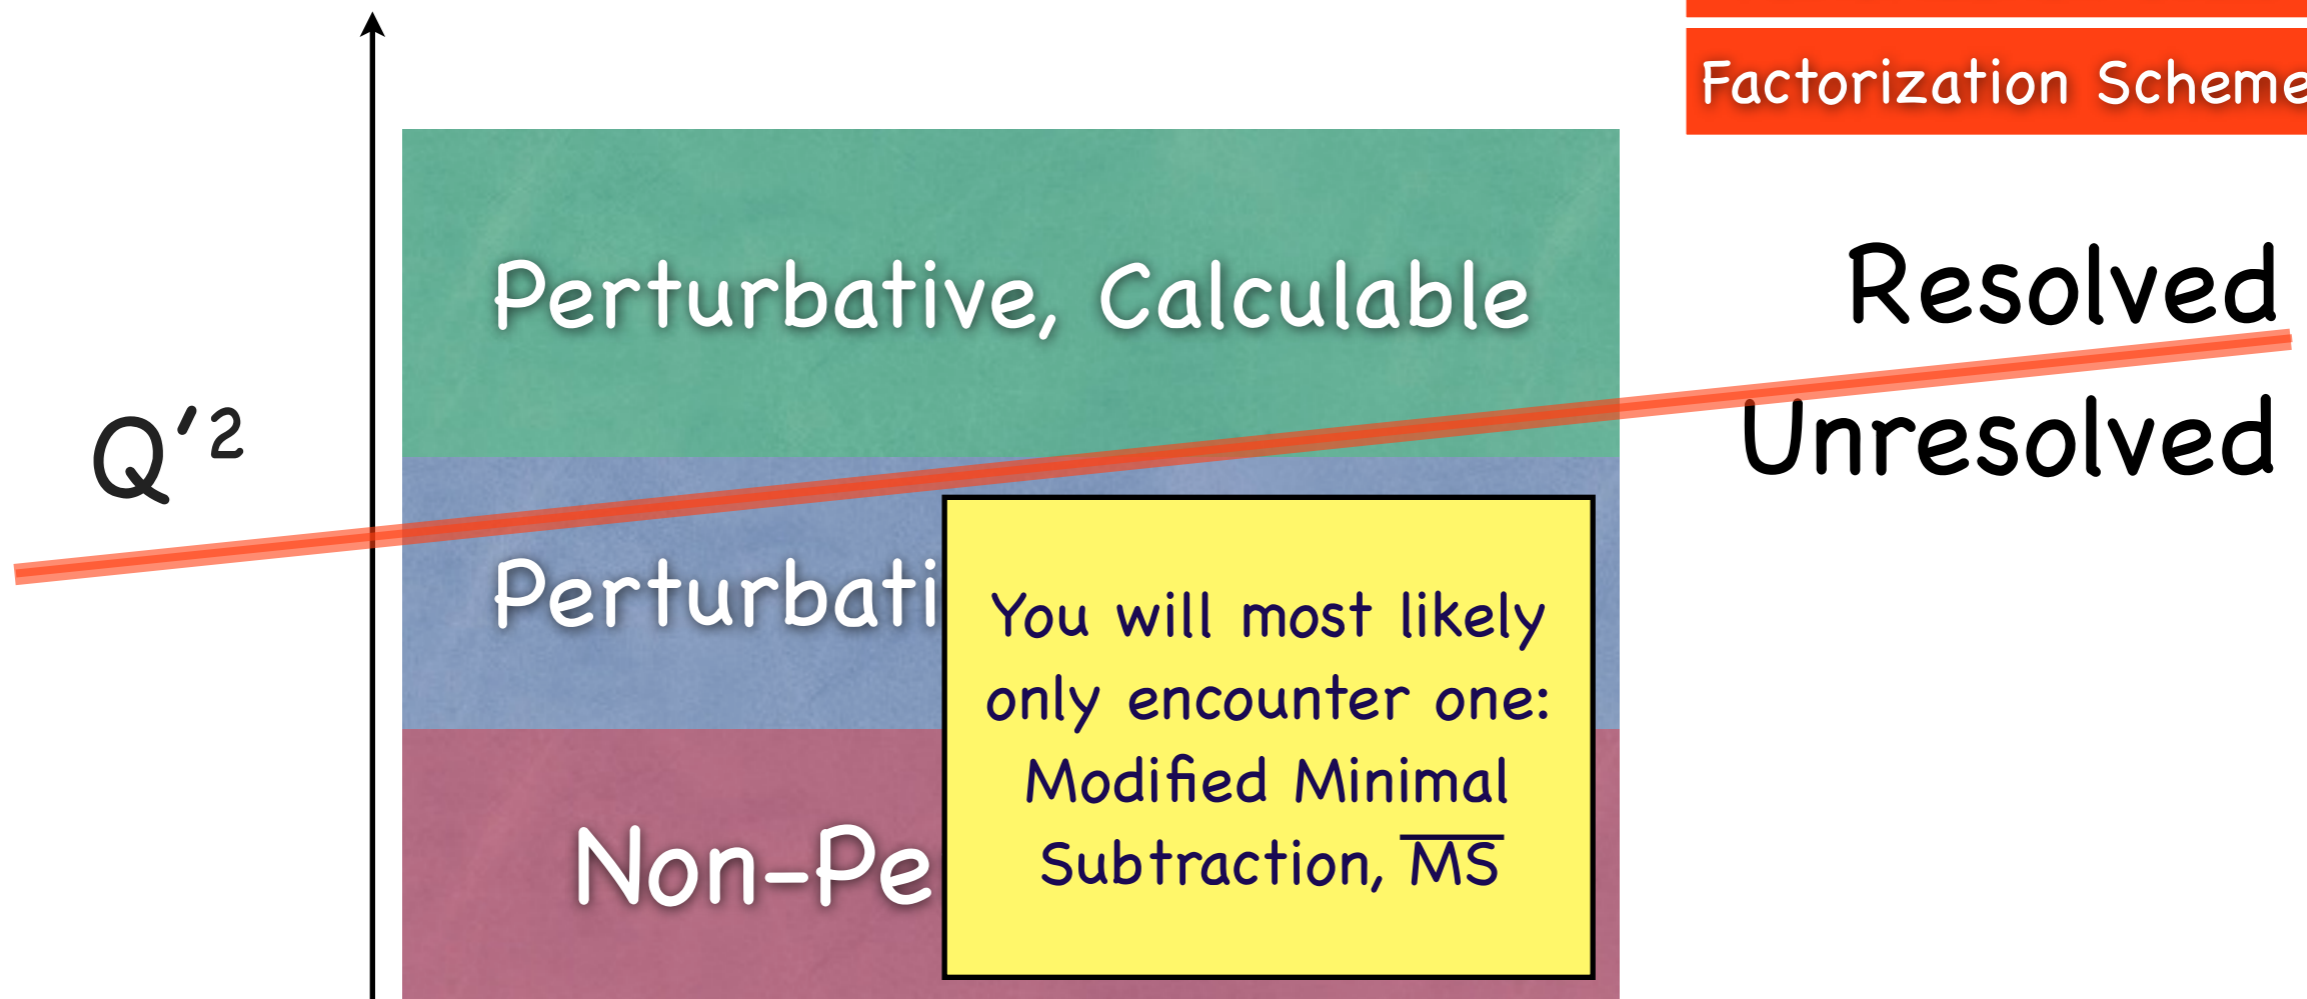 Factorization Scheme
Perturbative, Calculable
Resolved
Q′²
Unresolved
Perturbati
You will most likely
only encounter one:
Modified Minimal
Subtraction, M̅S̅
Non-Pe